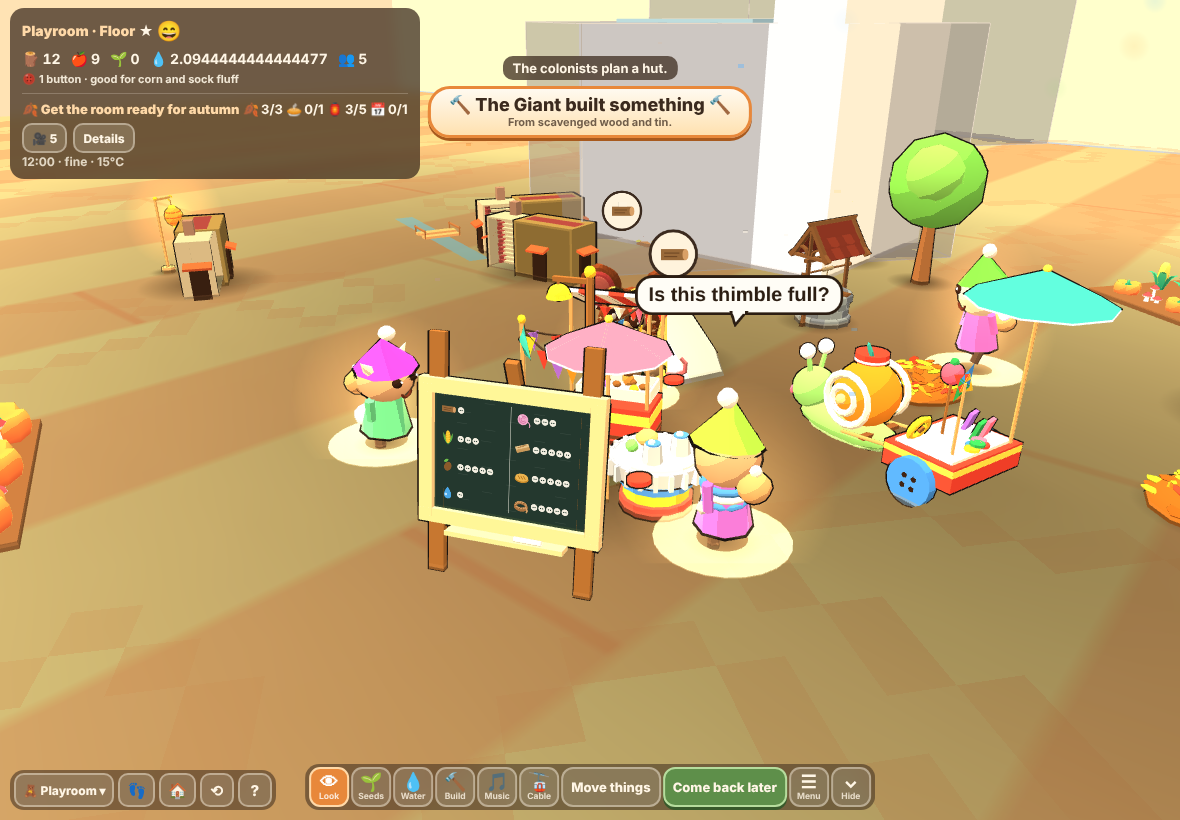 Playroom · Floor ★
12 9 0 2.0944444444444477 5
1 button · good for corn and sock fluff
Get the room ready for autumn 3/3 0/1 3/5 0/1
5 Details
12:00 · fine · 15°C
The colonists plan a hut.
The Giant built something
From scavenged wood and tin.
Is this thimble full?
Playroom ▾
?
Look
Seeds
Water
Build
Music
Cable
Move things
Come back later
Menu
Hide